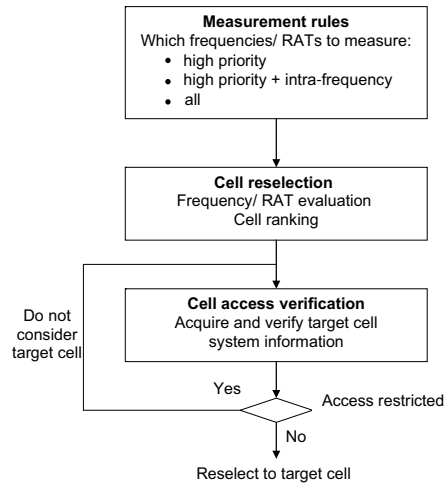 Measurement rules
Which frequencies/ RATs to measure:
• high priority
• high priority + intra-frequency
• all
Cell reselection
Frequency/ RAT evaluation
Cell ranking
Do not
consider
target cell
Cell access verification
Acquire and verify target cell
system information
Yes
Access restricted
No
Reselect to target cell